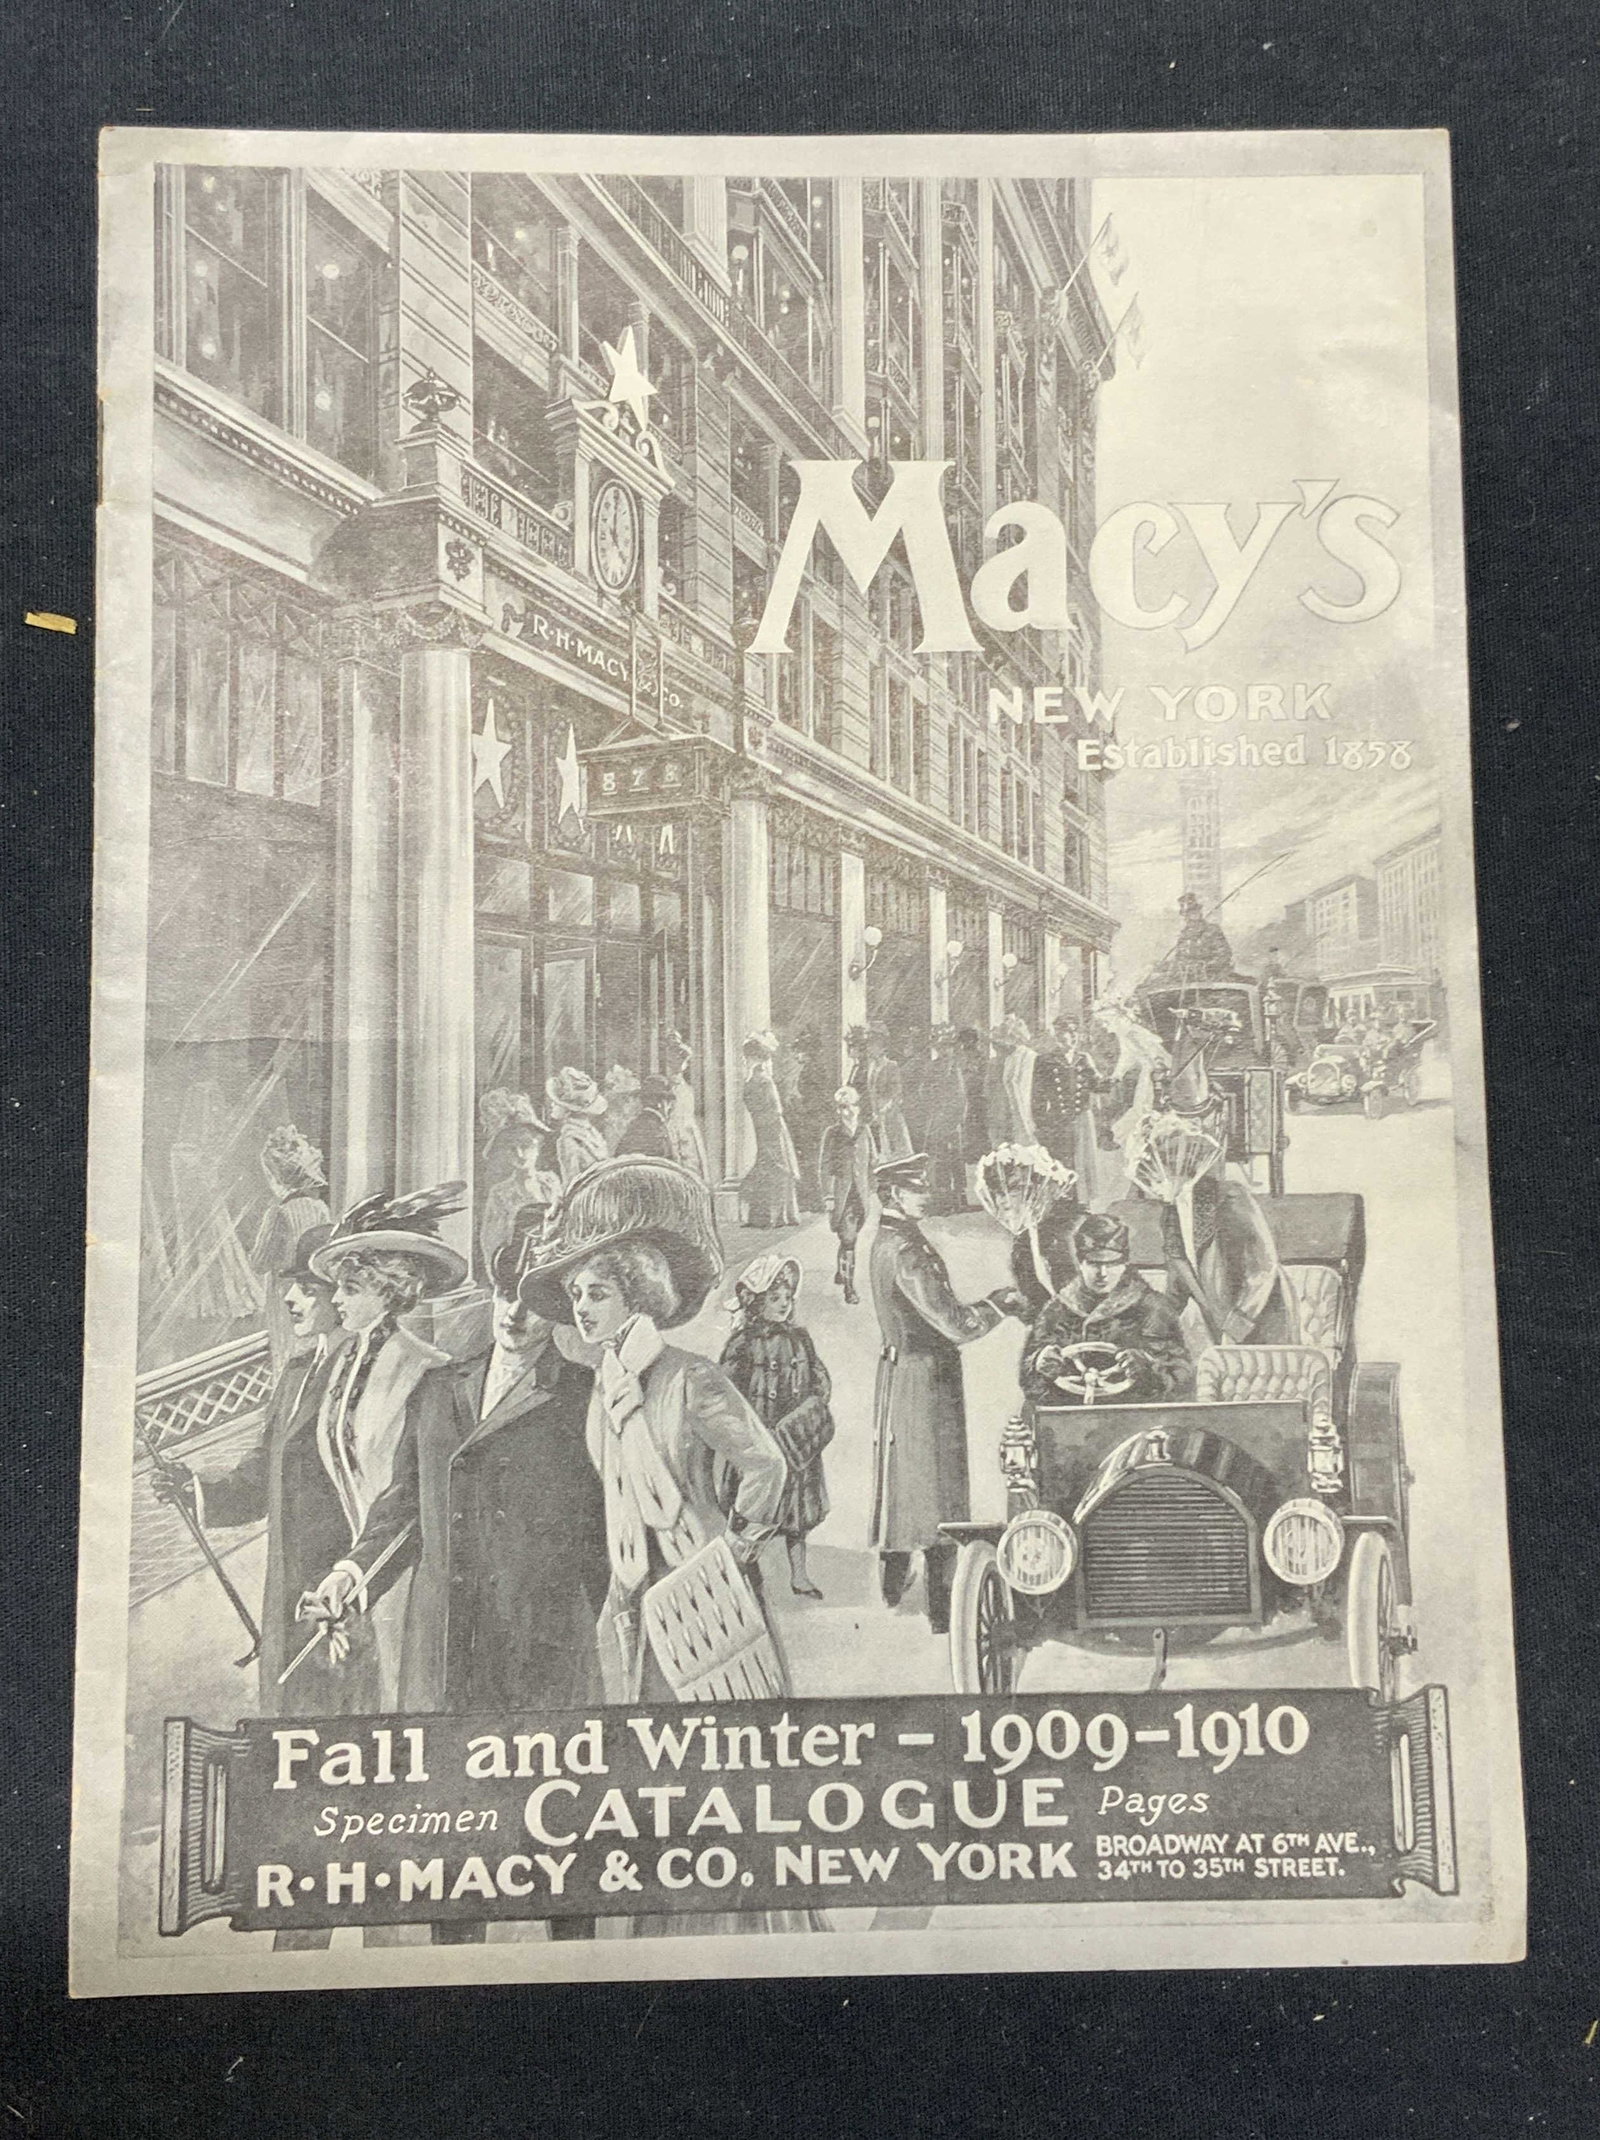 Macy's
NEW YORK
Established 1858
R·H·MACY & CO.
Fall and Winter – 1909–1910
Specimen CATALOGUE Pages
R·H·MACY & CO. NEW YORK BROADWAY AT 6TH AVE.,
34TH TO 35TH STREET.